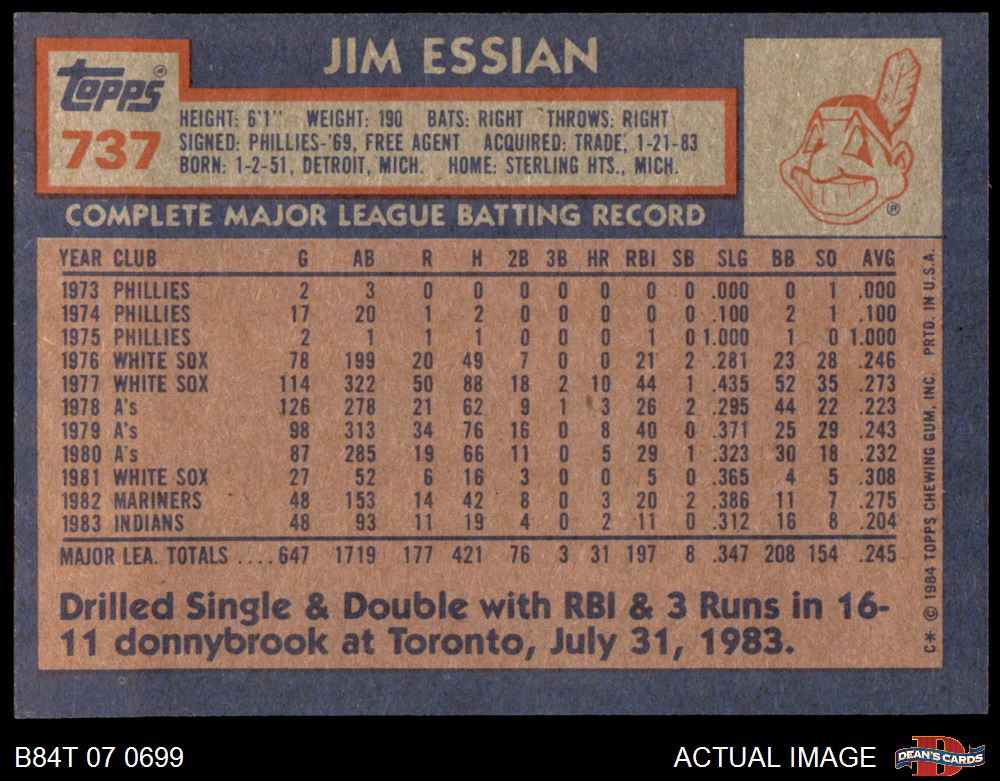 JIM ESSIAN
Topps®
737
HEIGHT: 6'1" WEIGHT: 190 BATS: RIGHT THROWS: RIGHT
SIGNED: PHILLIES-'69, FREE AGENT ACQUIRED: TRADE, 1-21-83
BORN: 1-2-51, DETROIT, MICH. HOME: STERLING HTS., MICH.
®
COMPLETE MAJOR LEAGUE BATTING RECORD
YEAR CLUB G AB R H 2B 3B HR RBI SB SLG BB SO AVG
1973 PHILLIES 2 3 0 0 0 0 0 0 0 .000 0 1 .000
1974 PHILLIES 17 20 1 2 0 0 0 0 0 .100 2 1 .100
1975 PHILLIES 2 1 1 1 0 0 0 1 0 1.000 1 0 1.000
1976 WHITE SOX 78 199 20 49 7 0 0 21 2 .281 23 28 .246
1977 WHITE SOX 114 322 50 88 18 2 10 44 1 .435 52 35 .273
1978 A's 126 278 21 62 9 1 3 26 2 .295 44 22 .223
1979 A's 98 313 34 76 16 0 8 40 0 .371 25 29 .243
1980 A's 87 285 19 66 11 0 5 29 1 .323 30 18 .232
1981 WHITE SOX 27 52 6 16 3 0 0 5 0 .365 4 5 .308
1982 MARINERS 48 153 14 42 8 0 3 20 2 .386 11 7 .275
1983 INDIANS 48 93 11 19 4 0 2 11 0 .312 16 8 .204
MAJOR LEA. TOTALS ....647 1719 177 421 76 3 31 197 8 .347 208 154 .245
Drilled Single & Double with RBI & 3 Runs in 16-
11 donnybrook at Toronto, July 31, 1983.
C* © 1984 TOPPS CHEWING GUM, INC. PRTD. IN U.S.A.
B84T 07 0699
ACTUAL IMAGE
D
DEAN'S CARDS